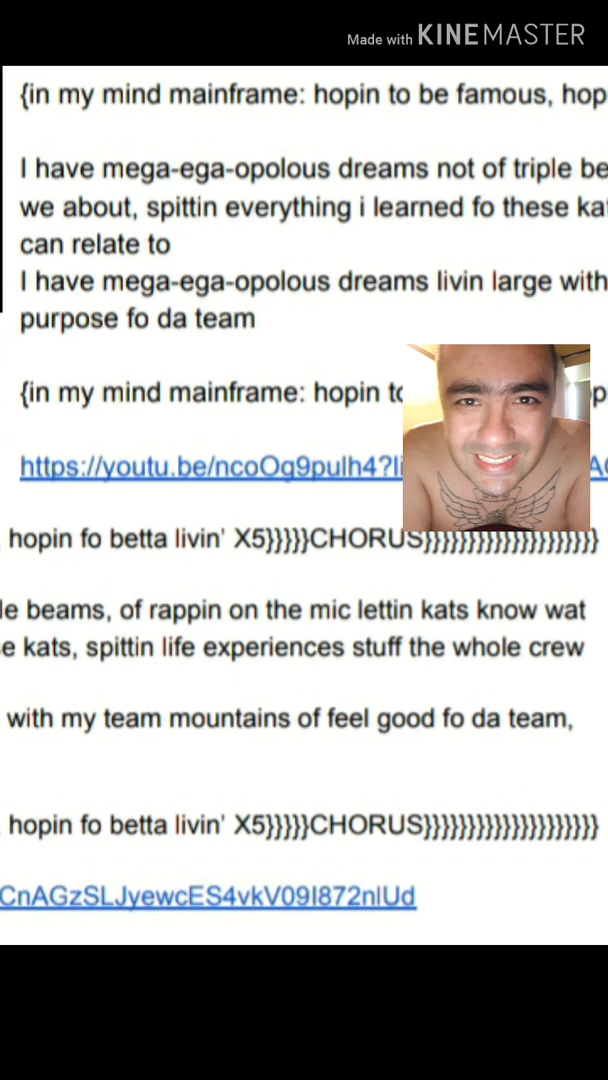 Made with KINEMASTER
{in my mind mainframe: hopin to be famous, hop
I have mega-ega-opolous dreams not of triple be
we about, spittin everything i learned fo these kat
can relate to
I have mega-ega-opolous dreams livin large with
purpose fo da team
{in my mind mainframe: hopin to
https://youtu.be/ncoOg9pulh4?li
hopin fo betta livin' X5}}}}}CHORUS}}}}}}}}}}}}}}}}}}}}
le beams, of rappin on the mic lettin kats know wat
e kats, spittin life experiences stuff the whole crew
with my team mountains of feel good fo da team,
hopin fo betta livin' X5}}}}}CHORUS}}}}}}}}}}}}}}}}}}}}
CnAGzSLJyewcES4vkV09I872nlUd